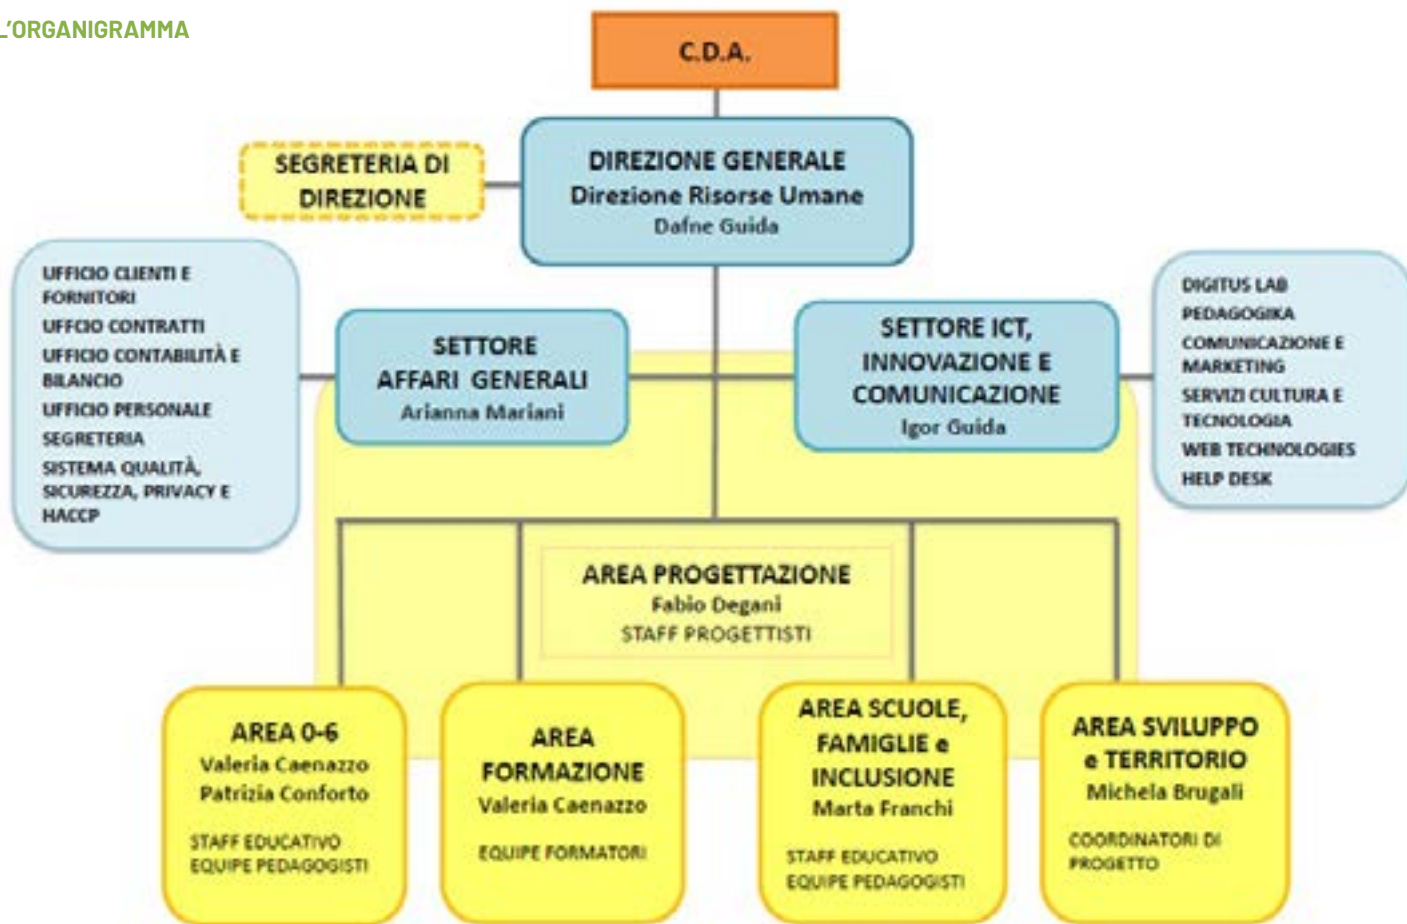 L'ORGANIGRAMMA
C.D.A.
SEGRETERIA DI
DIREZIONE
DIREZIONE GENERALE
Direzione Risorse Umane
Dafne Guida
UFFICIO CLIENTI E
FORNITORI
UFFCIO CONTRATTI
UFFICIO CONTABILITÀ E
BILANCIO
UFFICIO PERSONALE
SEGRETERIA
SISTEMA QUALITÀ,
SICUREZZA, PRIVACY E
HACCP
SETTORE
AFFARI GENERALI
Arianna Mariani
SETTORE ICT,
INNOVAZIONE E
COMUNICAZIONE
Igor Guida
DIGITUS LAB
PEDAGOGIKA
COMUNICAZIONE E
MARKETING
SERVIZI CULTURA E
TECNOLOGIA
WEB TECHNOLOGIES
HELP DESK
AREA PROGETTAZIONE
Fabio Degani
STAFF PROGETTISTI
AREA 0-6
Valeria Caenazzo
Patrizia Conforto
STAFF EDUCATIVO
EQUIPE PEDAGOGISTI
AREA
FORMAZIONE
Valeria Caenazzo
EQUIPE FORMATORI
AREA SCUOLE,
FAMIGLIE e
INCLUSIONE
Marta Franchi
STAFF EDUCATIVO
EQUIPE PEDAGOGISTI
AREA SVILUPPO
e TERRITORIO
Michela Brugali
COORDINATORI DI
PROGETTO